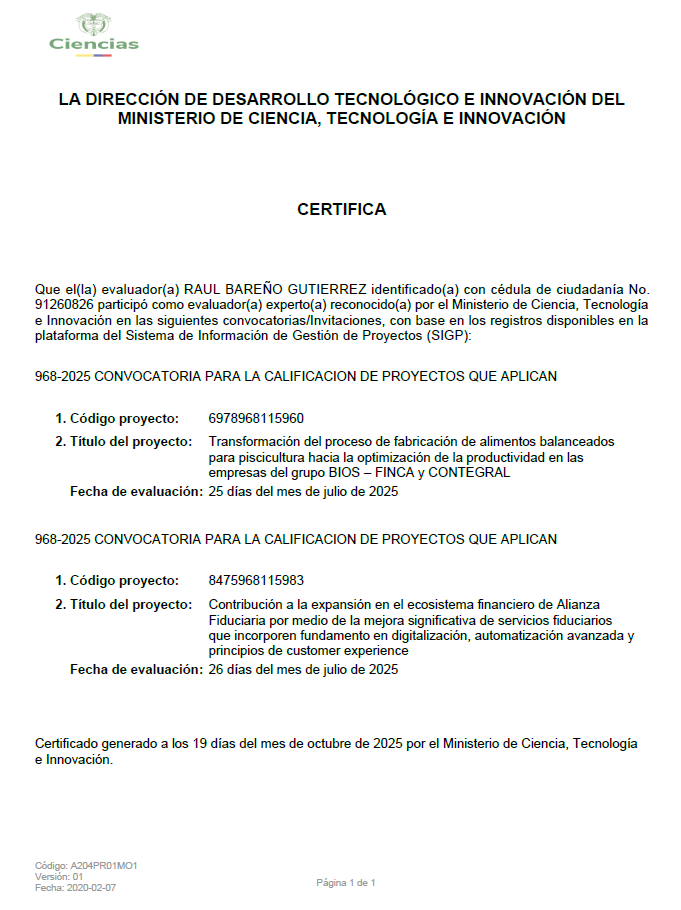 Ciencias
LA DIRECCIÓN DE DESARROLLO TECNOLÓGICO E INNOVACIÓN DEL
MINISTERIO DE CIENCIA, TECNOLOGÍA E INNOVACIÓN
CERTIFICA
Que el(la) evaluador(a) RAUL BAREÑO GUTIERREZ identificado(a) con cédula de ciudadanía No.
91260826 participó como evaluador(a) experto(a) reconocido(a) por el Ministerio de Ciencia, Tecnología
e Innovación en las siguientes convocatorias/Invitaciones, con base en los registros disponibles en la
plataforma del Sistema de Información de Gestión de Proyectos (SIGP):
968-2025 CONVOCATORIA PARA LA CALIFICACION DE PROYECTOS QUE APLICAN
1. Código proyecto: 6978968115960
2. Título del proyecto: Transformación del proceso de fabricación de alimentos balanceados
para piscicultura hacia la optimización de la productividad en las
empresas del grupo BIOS – FINCA y CONTEGRAL
Fecha de evaluación: 25 días del mes de julio de 2025
968-2025 CONVOCATORIA PARA LA CALIFICACION DE PROYECTOS QUE APLICAN
1. Código proyecto: 8475968115983
2. Título del proyecto: Contribución a la expansión en el ecosistema financiero de Alianza
Fiduciaria por medio de la mejora significativa de servicios fiduciarios
que incorporen fundamento en digitalización, automatización avanzada y
principios de customer experience
Fecha de evaluación: 26 días del mes de julio de 2025
Certificado generado a los 19 días del mes de octubre de 2025 por el Ministerio de Ciencia, Tecnología
e Innovación.
Código: A204PR01MO1
Versión: 01
Fecha: 2020-02-07
Página 1 de 1